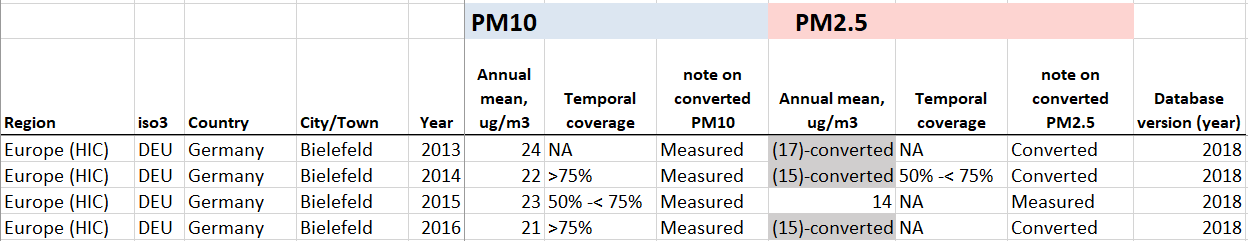 PM10 PM2.5
Annual note on note on
mean, Temporal converted Annual mean, Temporal converted Database
Region iso3 Country City/Town Year ug/m3 coverage PM10 ug/m3 coverage PM2.5 version (year)
Europe (HIC) DEU Germany Bielefeld 2013 24 NA Measured (17)-converted NA Converted 2018
Europe (HIC) DEU Germany Bielefeld 2014 22 >75% Measured (15)-converted 50% -< 75% Converted 2018
Europe (HIC) DEU Germany Bielefeld 2015 23 50% -< 75% Measured 14 NA Measured 2018
Europe (HIC) DEU Germany Bielefeld 2016 21 >75% Measured (15)-converted NA Converted 2018